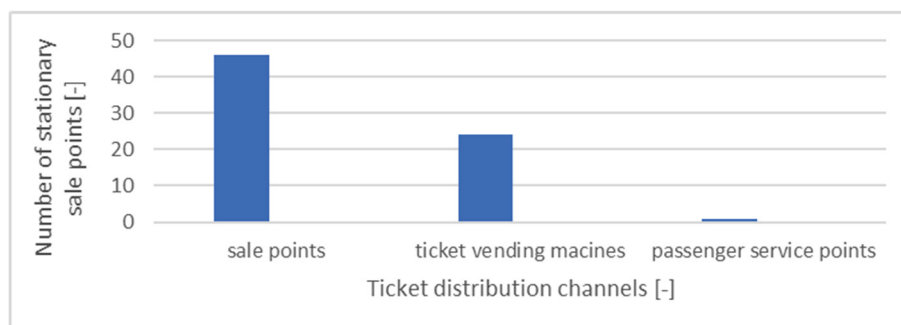 Number of stationary
sale points [-]
50
40
30
20
10
0
sale points
ticket vending macines
passenger service points
Ticket distribution channels [-]